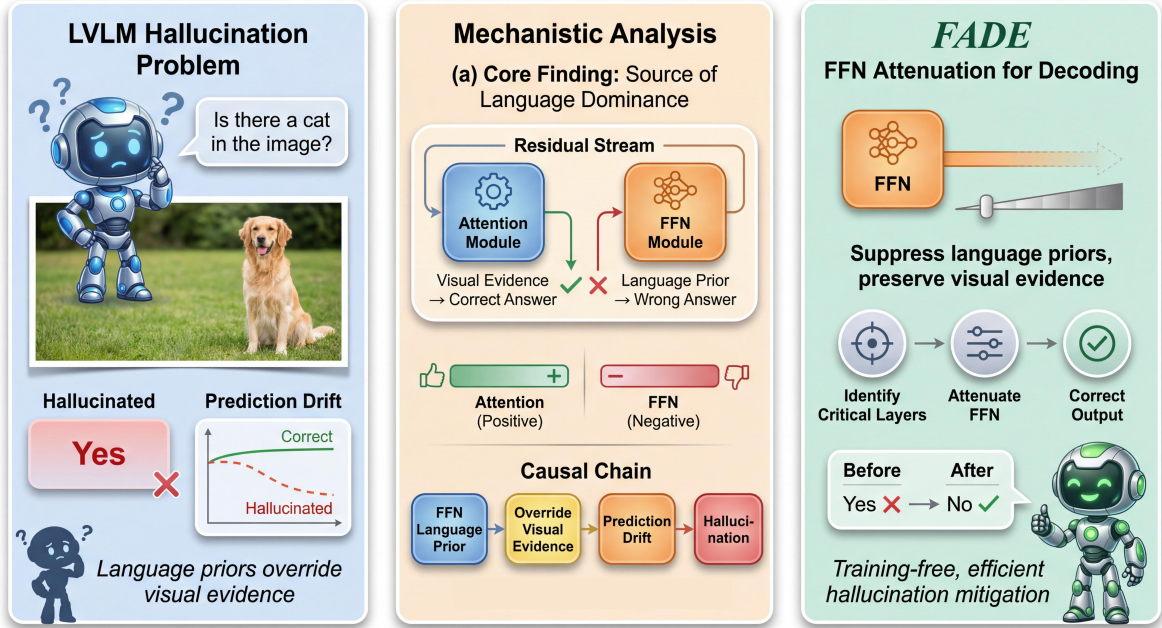 LVLM Hallucination
Problem
? ? ?
?
Is there a cat
in the image?
Hallucinated
Yes
Prediction Drift
Correct
Hallucinated
? ?
Language priors override
visual evidence
Mechanistic Analysis
(a) Core Finding: Source of
Language Dominance
Residual Stream
Attention
Module
FFN
Module
Visual Evidence
→ Correct Answer
Language Prior
→ Wrong Answer
+
−
Attention
(Positive)
FFN
(Negative)
Causal Chain
FFN
Language
Prior
Override
Visual
Evidence
Prediction
Drift
Halluci-
nation
FADE
FFN Attenuation for Decoding
FFN
Suppress language priors,
preserve visual evidence
Identify
Critical Layers
Attenuate
FFN
Correct
Output
Before
After
Yes
No
Training-free, efficient
hallucination mitigation